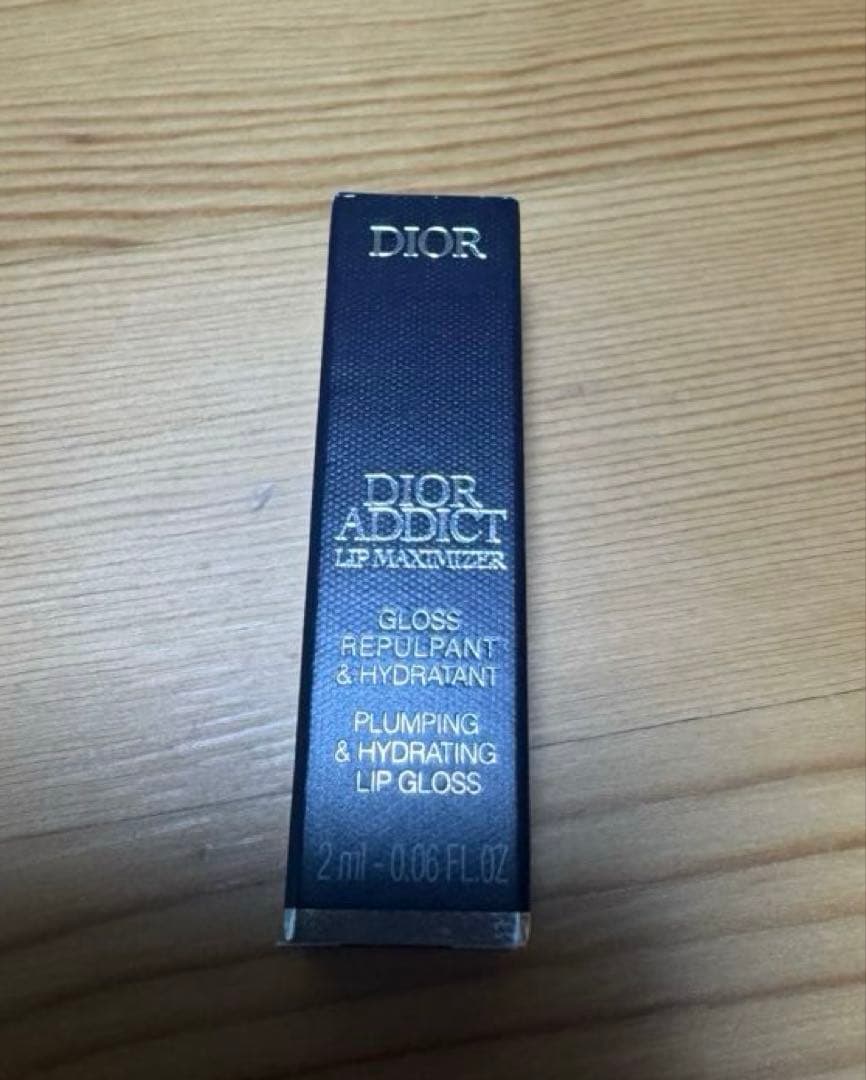 DIOR
DIOR
ADDICT
LIP MAXIMIZER
GLOSS
REPULPANT
& HYDRATANT
PLUMPING
& HYDRATING
LIP GLOSS
2 ml - 0.06 FL.OZ